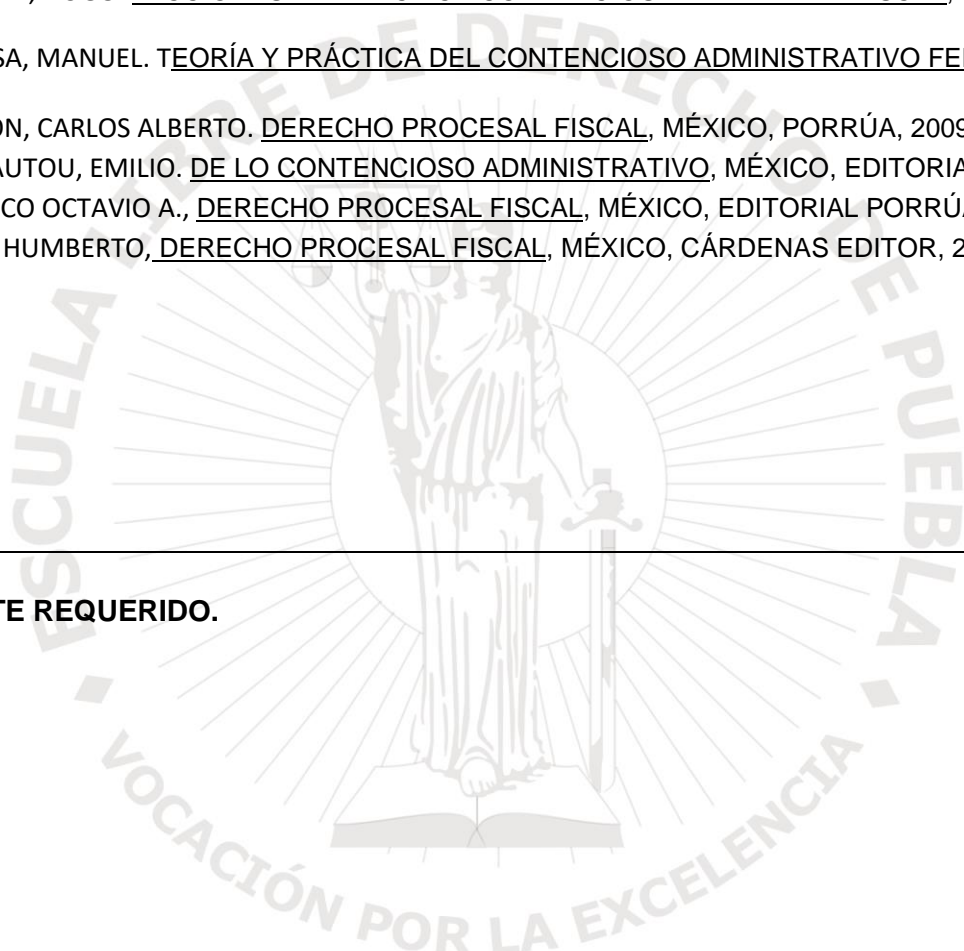 SA, MANUEL. TEORÍA Y PRÁCTICA DEL CONTENCIOSO ADMINISTRATIVO FE
ON, CARLOS ALBERTO. DERECHO PROCESAL FISCAL, MÉXICO, PORRÚA, 2009
AUTOU, EMILIO. DE LO CONTENCIOSO ADMINISTRATIVO, MÉXICO, EDITORIA
CO OCTAVIO A., DERECHO PROCESAL FISCAL, MÉXICO, EDITORIAL PORRÚA
HUMBERTO, DERECHO PROCESAL FISCAL, MÉXICO, CÁRDENAS EDITOR, 2
TE REQUERIDO.
ESCUELA LIBRE DE DERECHO DE PUEBLA
VOCACIÓN POR LA EXCELENCIA